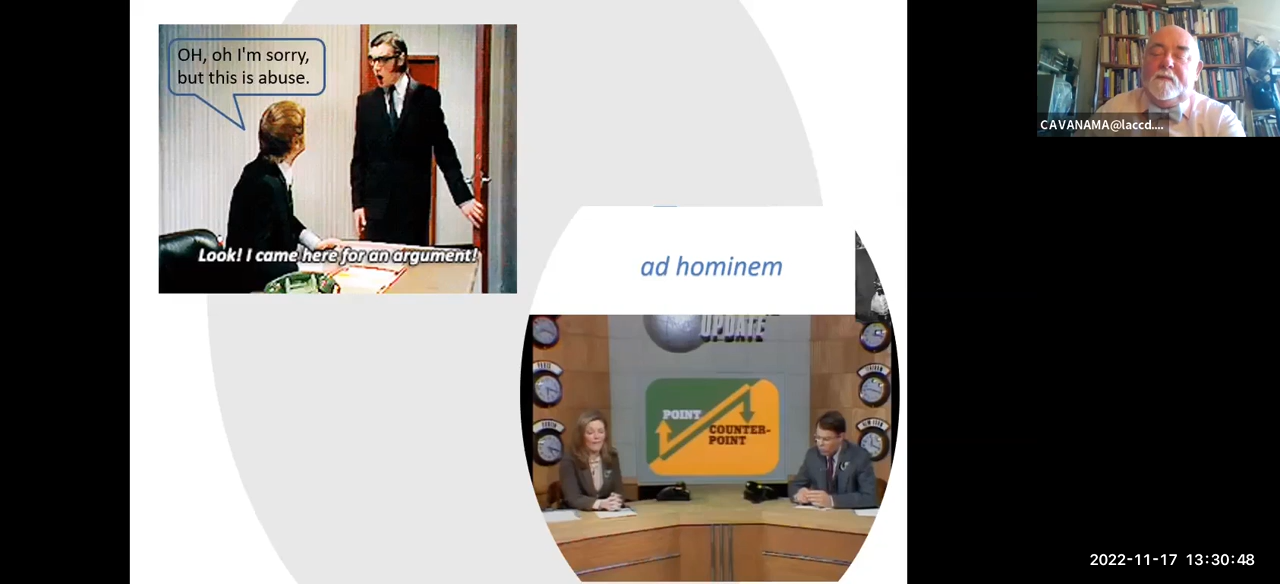 OH, oh I'm sorry,
but this is abuse.
Look! I came here for an argument!
ad hominem
UPDATE
POINT
COUNTER-
POINT
CAVANAMA@laccd....
2022-11-17 13:30:48